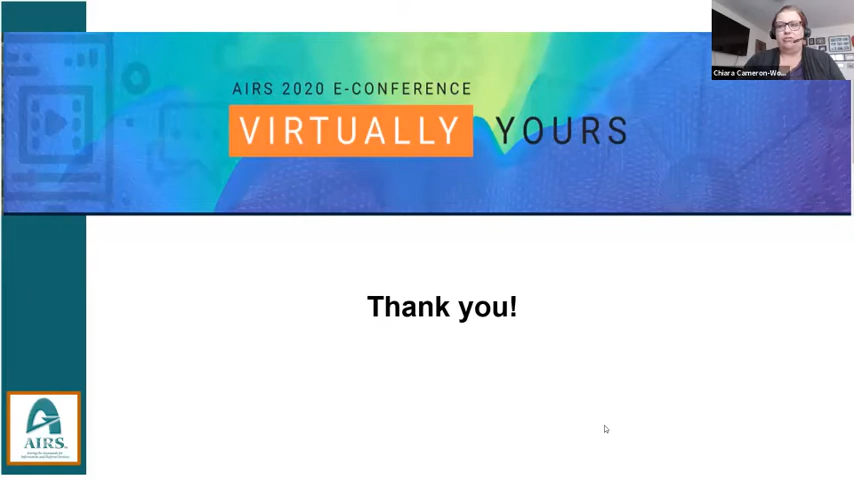 Chiara Cameron-Wo...
AIRS 2020 E-CONFERENCE
VIRTUALLY YOURS
Thank you!
AIRS